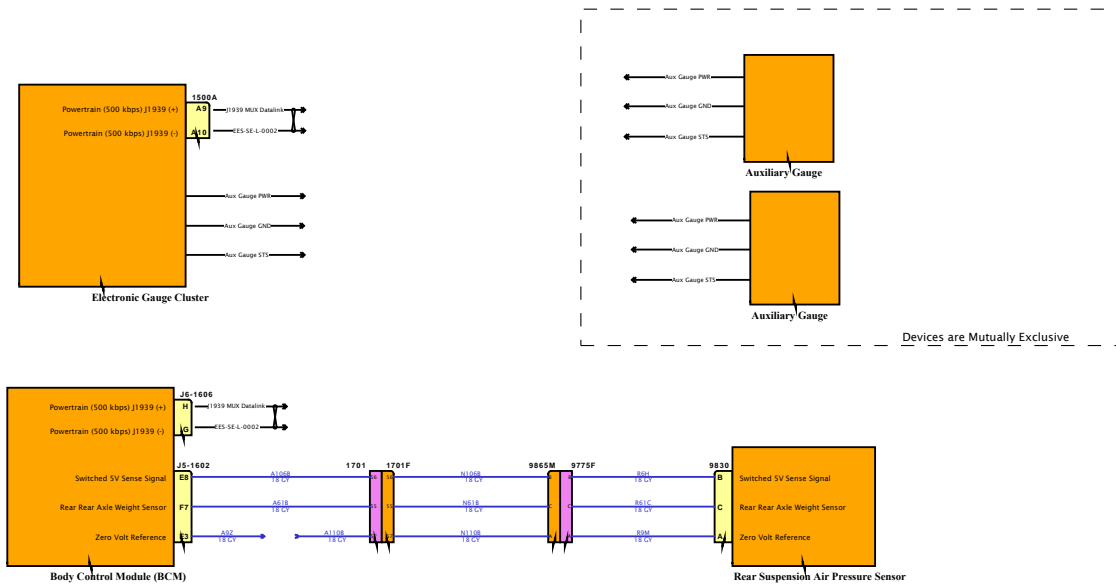 Aux Gauge PWR
Aux Gauge GND
Aux Gauge STS
Auxiliary Gauge
1500A
Powertrain (500 kbps) J1939 (+)
A9
J1939 MUX Datalink
Powertrain (500 kbps) J1939 (-)
A10
EES-SE-L-0002
Aux Gauge PWR
Aux Gauge GND
Aux Gauge STS
Electronic Gauge Cluster
Aux Gauge PWR
Aux Gauge GND
Aux Gauge STS
Auxiliary Gauge
Devices are Mutually Exclusive
J6-1606
Powertrain (500 kbps) J1939 (+)
H
J1939 MUX Datalink
Powertrain (500 kbps) J1939 (-)
G
EES-SE-L-0002
J5-1602
1701
1701F
9865M
9775F
9830
Switched 5V Sense Signal
E8
A106B
18 GY
N106B
18 GY
R6H
18 GY
B
Switched 5V Sense Signal
Rear Rear Axle Weight Sensor
F7
A61B
18 GY
N61B
18 GY
R61C
18 GY
C
Rear Rear Axle Weight Sensor
Zero Volt Reference
E3
A9Z
18 GY
A110B
18 GY
N110B
18 GY
R9M
18 GY
A
Zero Volt Reference
Body Control Module (BCM)
Rear Suspension Air Pressure Sensor